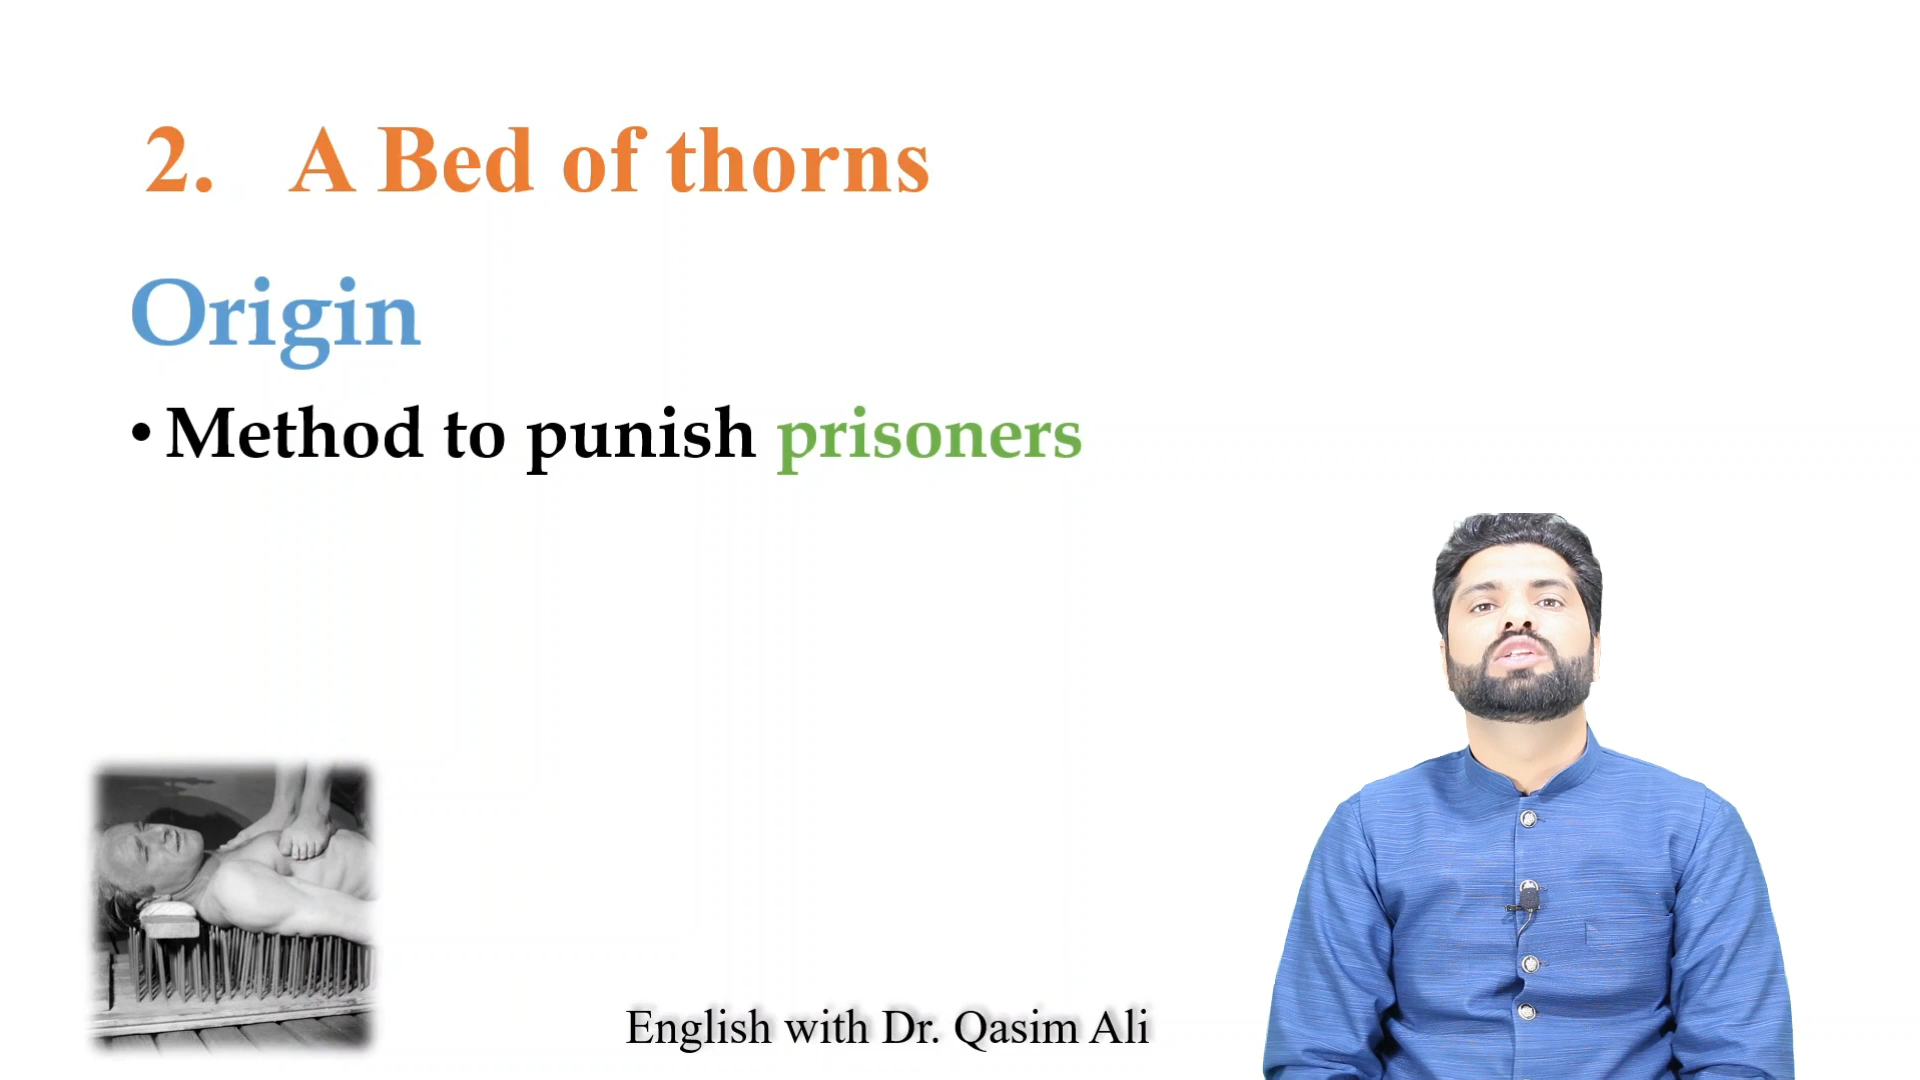 2. A Bed of thorns
Origin
• Method to punish prisoners
English with Dr. Qasim Ali